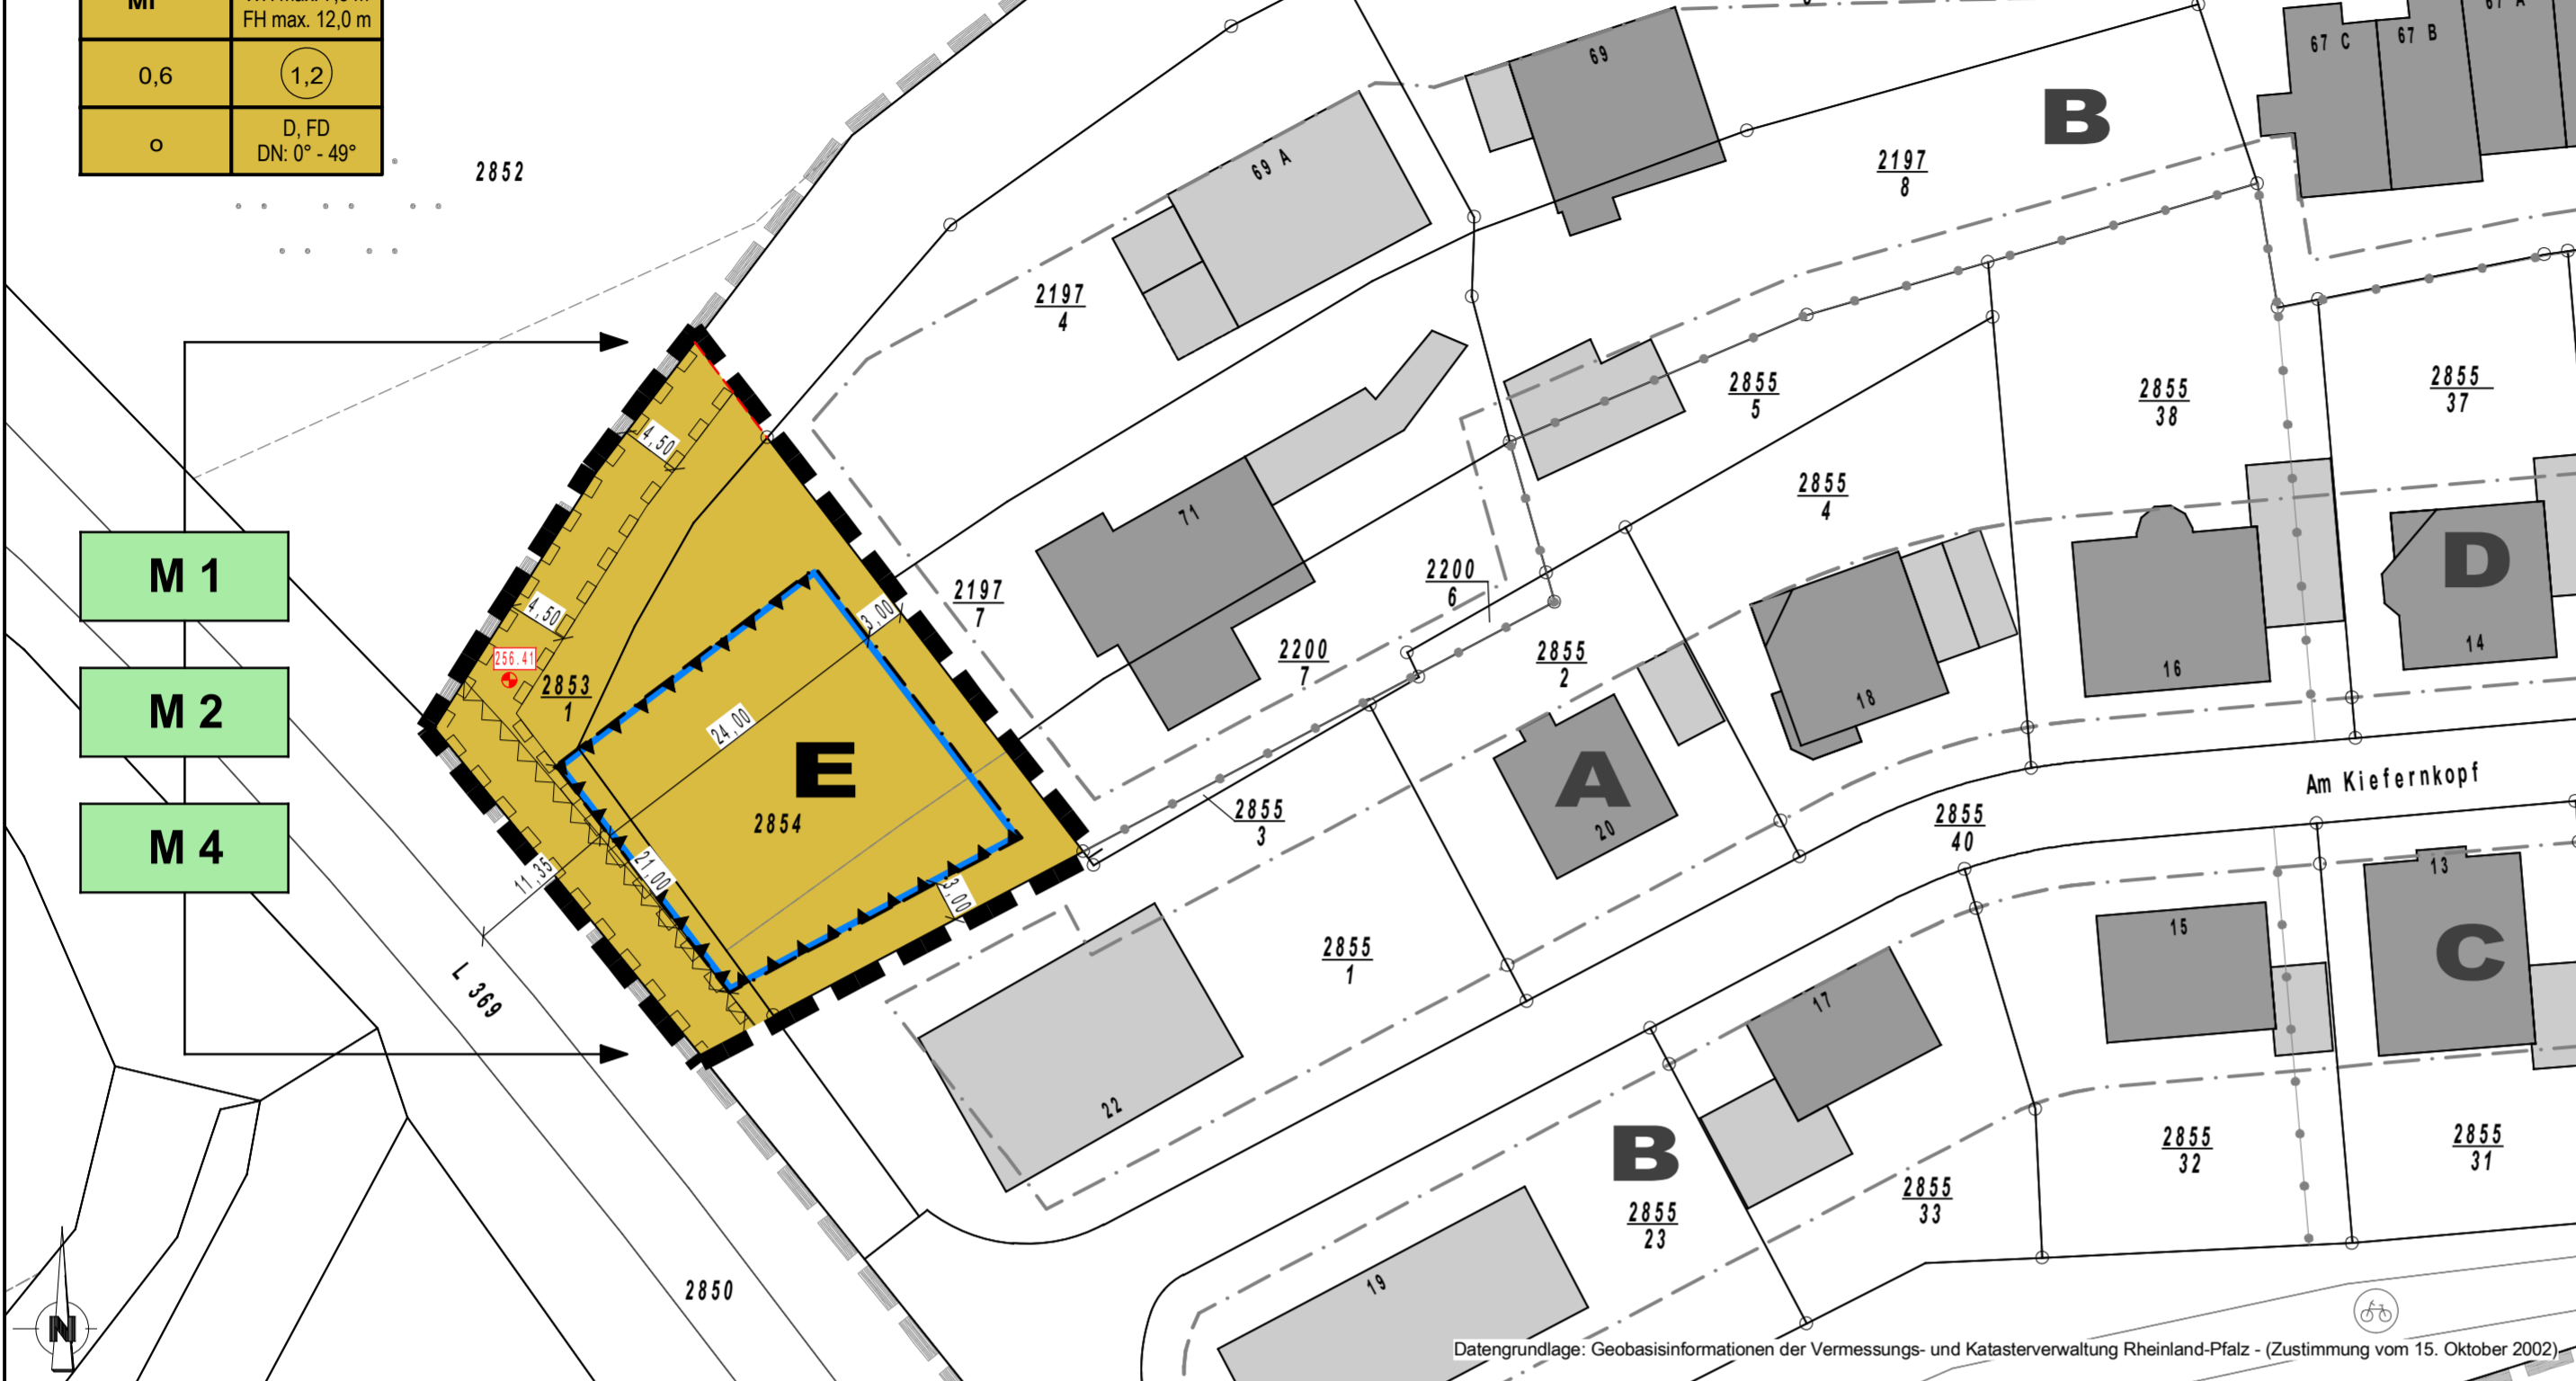 MI
FH max. 12,0 m
0,6
1,2
o
D, FD
DN: 0° - 49°
2852
69
69 A
67 C
67 B
67 A
B
2197
8
2197
4
2855
5
2855
38
2855
37
4,50
M 1
M 2
M 4
4,50
256.41
2853
1
3,00
71
2197
7
2200
6
2855
4
2200
7
2855
2
18
16
D
14
24,00
E
2854
A
20
2855
3
2855
40
Am Kiefernkopf
13
15
C
21,00
11,35
3,00
L 369
2855
1
17
22
B
2855
23
2855
33
2855
32
2855
31
2850
19
N
Datengrundlage: Geobasisinformationen der Vermessungs- und Katasterverwaltung Rheinland-Pfalz - (Zustimmung vom 15. Oktober 2002)